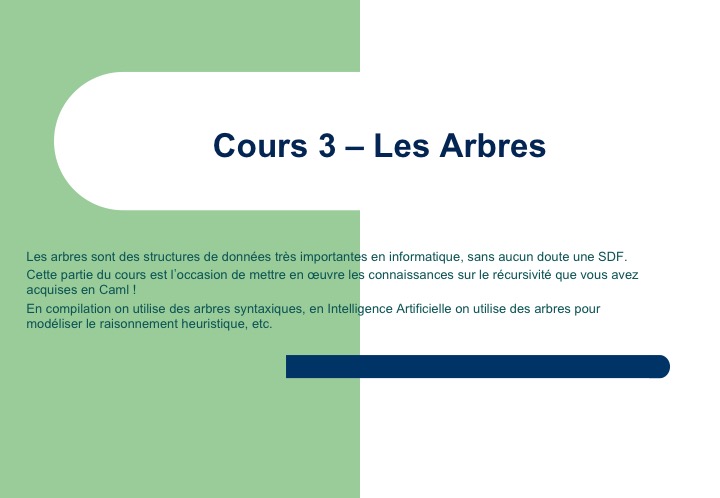 Cours 3 – Les Arbres
Les arbres sont des structures de données très importantes en informatique, sans aucun doute une SDF.
Cette partie du cours est l'occasion de mettre en œuvre les connaissances sur le récursivité que vous avez
acquises en Caml !
En compilation on utilise des arbres syntaxiques, en Intelligence Artificielle on utilise des arbres pour
modéliser le raisonnement heuristique, etc.